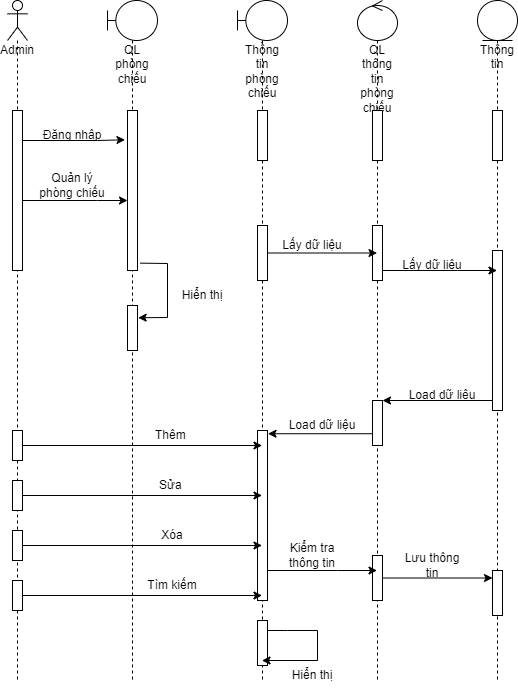 Admin
QL
phòng
chiếu
Thông
tin
phòng
chiếu
QL
thông
tin
phòng
chiếu
Thông
tin
Đăng nhâp
Quản lý
phòng chiếu
Lấy dữ liệu
Lấy dữ liệu
Hiển thị
Load dữ liệu
Load dữ liệu
Thêm
Sửa
Xóa
Kiểm tra
thông tin
Lưu thông
tin
Tìm kiếm
Hiển thị